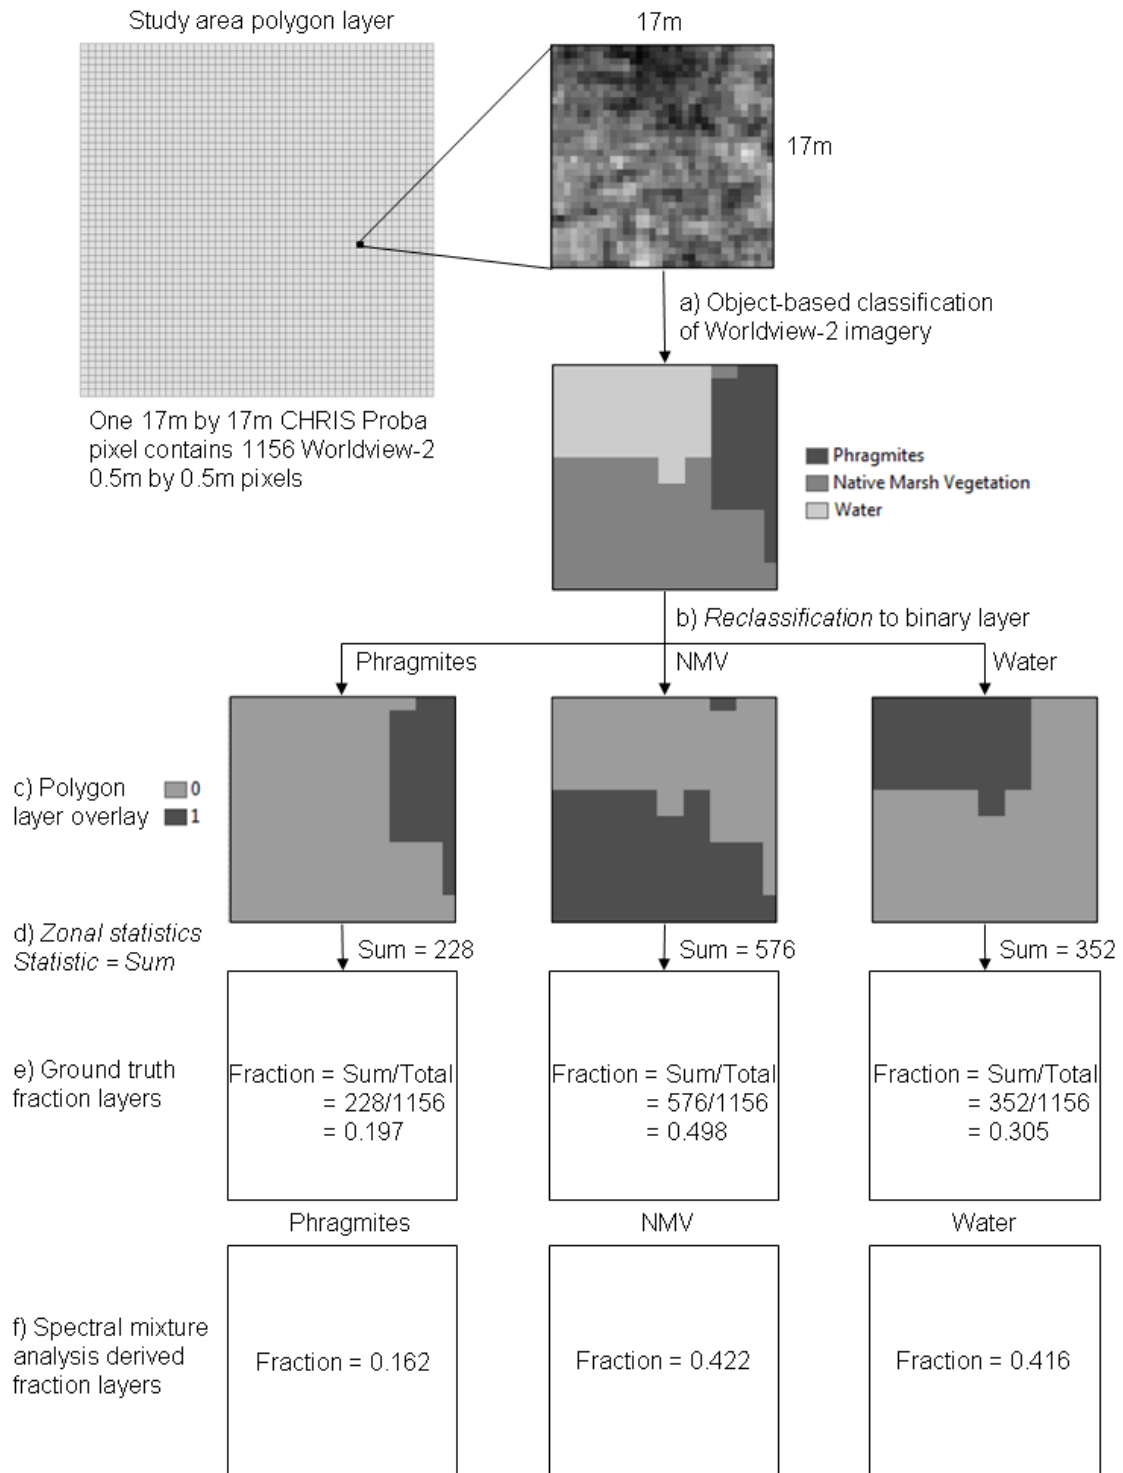 Study area polygon layer
17m
17m
a) Object-based classification
of Worldview-2 imagery
One 17m by 17m CHRIS Proba
pixel contains 1156 Worldview-2
0.5m by 0.5m pixels
Phragmites
Native Marsh Vegetation
Water
b) Reclassification to binary layer
Phragmites
NMV
Water
c) Polygon
layer overlay
0
1
d) Zonal statistics
Statistic = Sum
Sum = 228
Sum = 576
Sum = 352
e) Ground truth
fraction layers
Fraction = Sum/Total
= 228/1156
= 0.197
Fraction = Sum/Total
= 576/1156
= 0.498
Fraction = Sum/Total
= 352/1156
= 0.305
Phragmites
NMV
Water
f) Spectral mixture
analysis derived
fraction layers
Fraction = 0.162
Fraction = 0.422
Fraction = 0.416